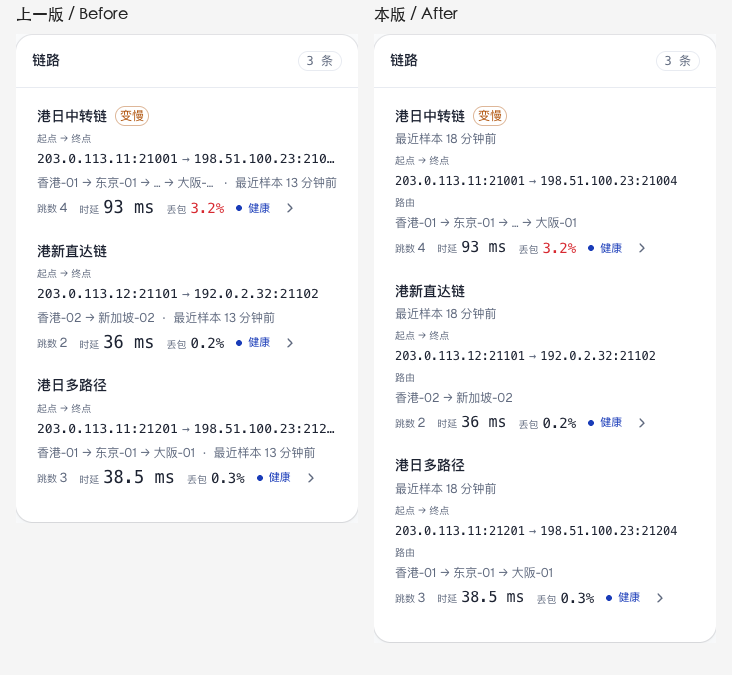 上一版 / Before
链路
3 条
港日中转链 变慢
起点 → 终点
203.0.113.11:21001 → 198.51.100.23:210…
香港-01 → 东京-01 → … → 大阪-… · 最近样本 13 分钟前
跳数 4 时延 93 ms 丢包 3.2% 健康
港新直达链
起点 → 终点
203.0.113.12:21101 → 192.0.2.32:21102
香港-02 → 新加坡-02 · 最近样本 13 分钟前
跳数 2 时延 36 ms 丢包 0.2% 健康
港日多路径
起点 → 终点
203.0.113.11:21201 → 198.51.100.23:212…
香港-01 → 东京-01 → 大阪-01 · 最近样本 13 分钟前
跳数 3 时延 38.5 ms 丢包 0.3% 健康
本版 / After
链路
3 条
港日中转链 变慢
最近样本 18 分钟前
起点 → 终点
203.0.113.11:21001 → 198.51.100.23:21004
路由
香港-01 → 东京-01 → … → 大阪-01
跳数 4 时延 93 ms 丢包 3.2% 健康
港新直达链
最近样本 18 分钟前
起点 → 终点
203.0.113.12:21101 → 192.0.2.32:21102
路由
香港-02 → 新加坡-02
跳数 2 时延 36 ms 丢包 0.2% 健康
港日多路径
最近样本 18 分钟前
起点 → 终点
203.0.113.11:21201 → 198.51.100.23:21204
路由
香港-01 → 东京-01 → 大阪-01
跳数 3 时延 38.5 ms 丢包 0.3% 健康